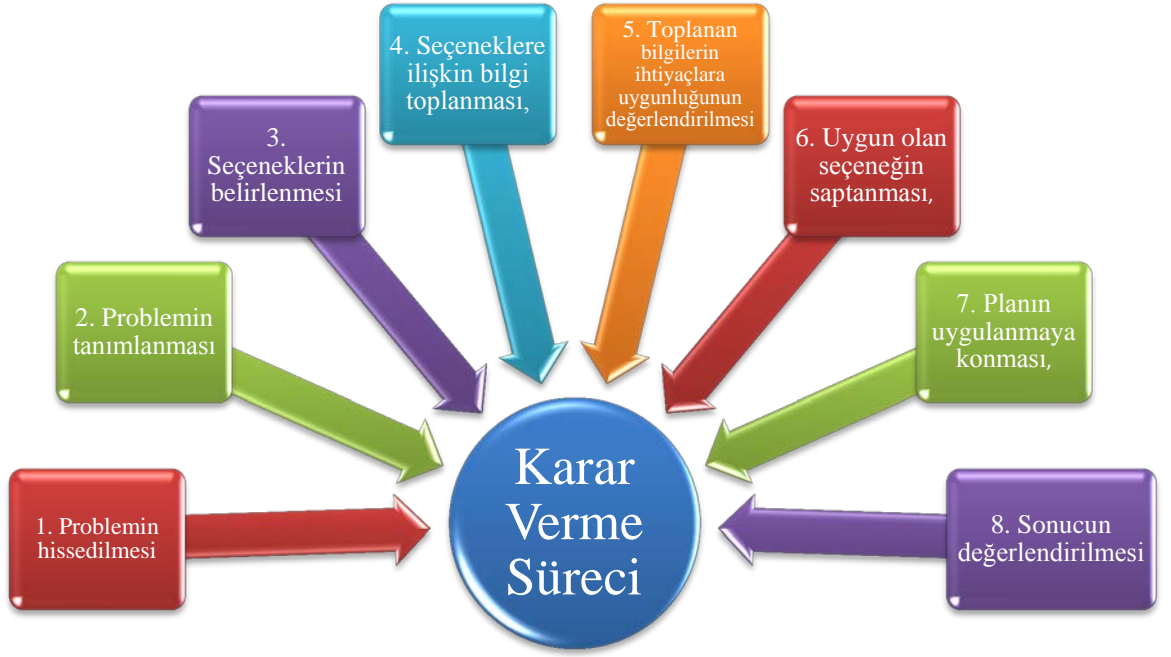 1. Problemin
hissedilmesi
2. Problemin
tanımlanması
3.
Seçeneklerin
belirlenmesi
4. Seçeneklere
ilişkin bilgi
toplanması,
5. Toplanan
bilgilerin
ihtiyaçlara
uygunluğunun
değerlendirilmesi
6. Uygun olan
seçeneğin
saptanması,
7. Planın
uygulanmaya
konması,
8. Sonucun
değerlendirilmesi
Karar
Verme
Süreci